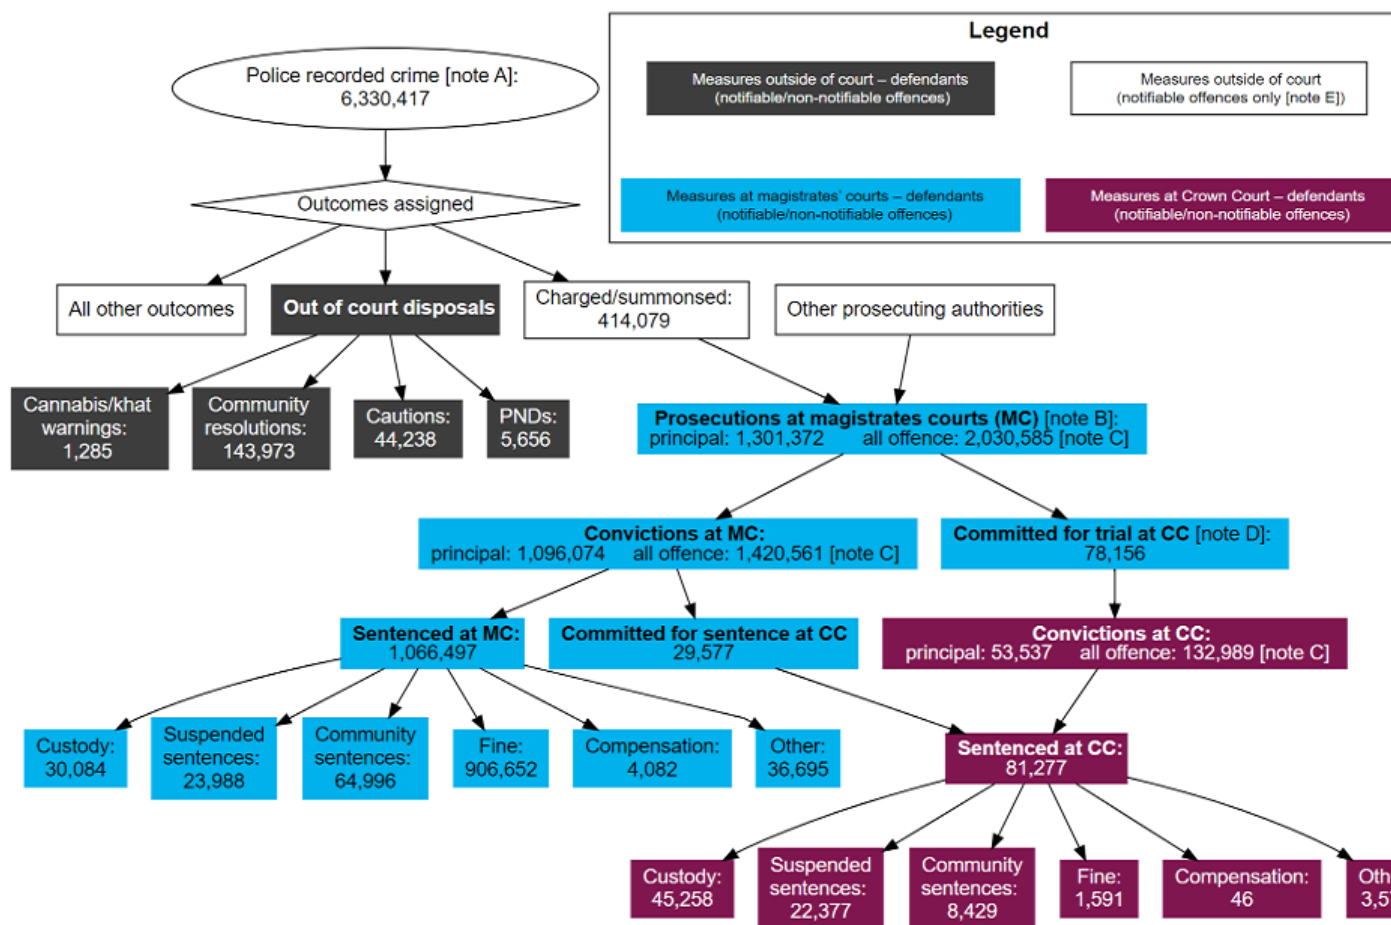 Legend
Measures outside of court – defendants
(notifiable/non-notifiable offences)
Measures outside of court
(notifiable offences only [note E])
Measures at magistrates' courts – defendants
(notifiable/non-notifiable offences)
Measures at Crown Court – defendants
(notifiable/non-notifiable offences)
Police recorded crime [note A]:
6,330,417
Outcomes assigned
All other outcomes
Out of court disposals
Charged/summonsed:
414,079
Other prosecuting authorities
Cannabis/khat
warnings:
1,285
Community
resolutions:
143,973
Cautions:
44,238
PNDs:
5,656
Prosecutions at magistrates courts (MC) [note B]:
principal: 1,301,372 all offence: 2,030,585 [note C]
Convictions at MC:
principal: 1,096,074 all offence: 1,420,561 [note C]
Committed for trial at CC [note D]:
78,156
Sentenced at MC:
1,066,497
Committed for sentence at CC
29,577
Convictions at CC:
principal: 53,537 all offence: 132,989 [note C]
Custody:
30,084
Suspended
sentences:
23,988
Community
sentences:
64,996
Fine:
906,652
Compensation:
4,082
Other:
36,695
Sentenced at CC:
81,277
Custody:
45,258
Suspended
sentences:
22,377
Community
sentences:
8,429
Fine:
1,591
Compensation:
46